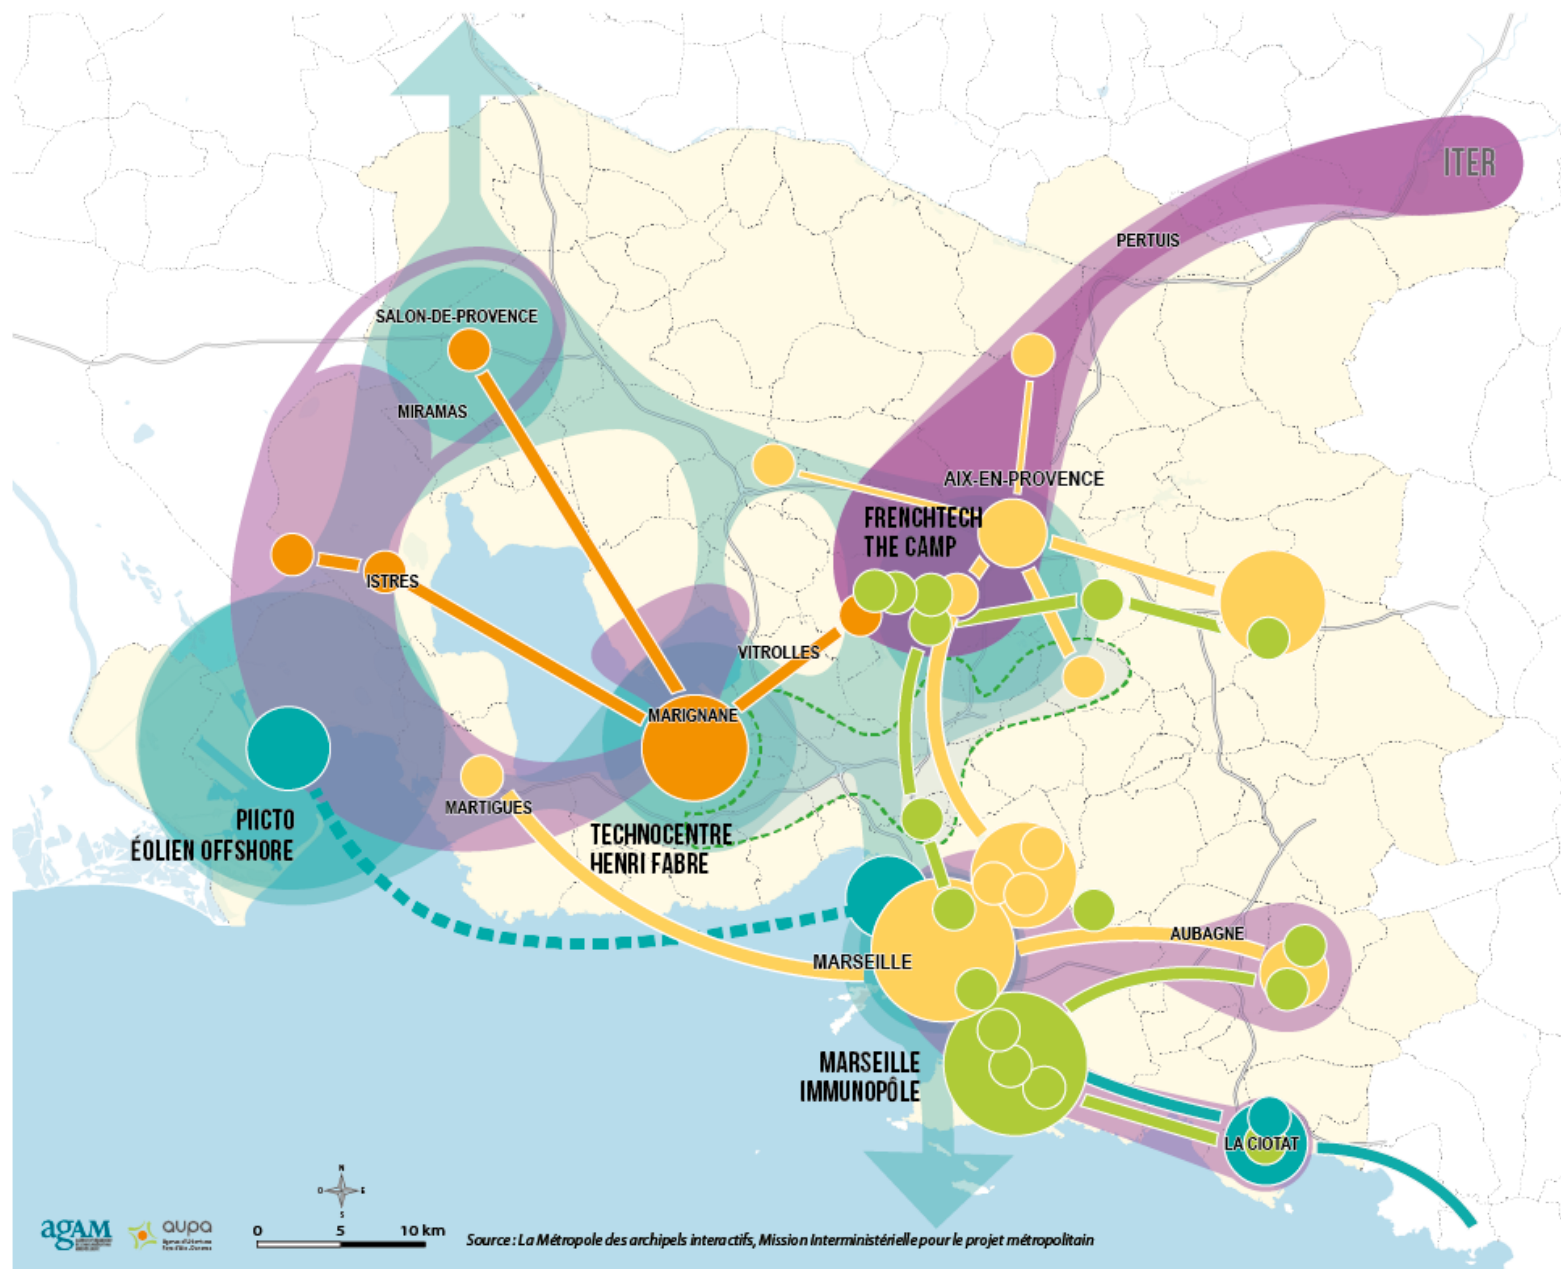 ITER
PERTUIS
SALON-DE-PROVENCE
MIRAMAS
AIX-EN-PROVENCE
FRENCHTECH
THE CAMP
ISTRES
VITROLLES
MARIGNANE
MARTIGUES
PIICTO
ÉOLIEN OFFSHORE
TECHNOCENTRE
HENRI FABRE
AUBAGNE
MARSEILLE
MARSEILLE
IMMUNOPÔLE
LA CIOTAT
N
O
E
S
agAM
aupa
0
5
10 km
Source : La Métropole des archipels interactifs, Mission Interministérielle pour le projet métropolitain